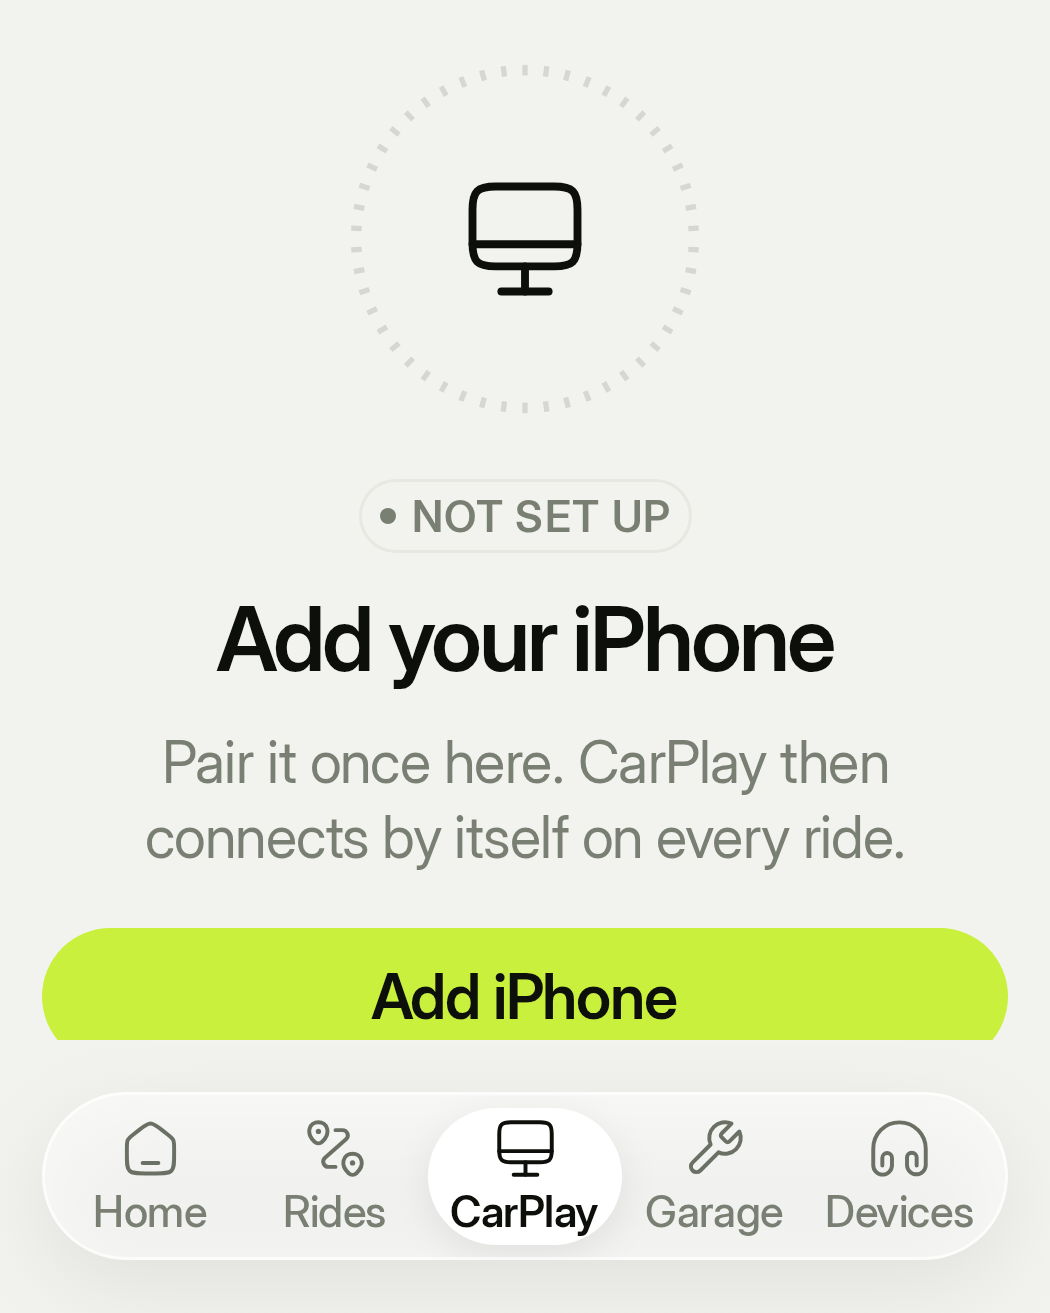 NOT SET UP
Add your iPhone
Pair it once here. CarPlay then
connects by itself on every ride.
Add iPhone
Home
Rides
CarPlay
Garage
Devices